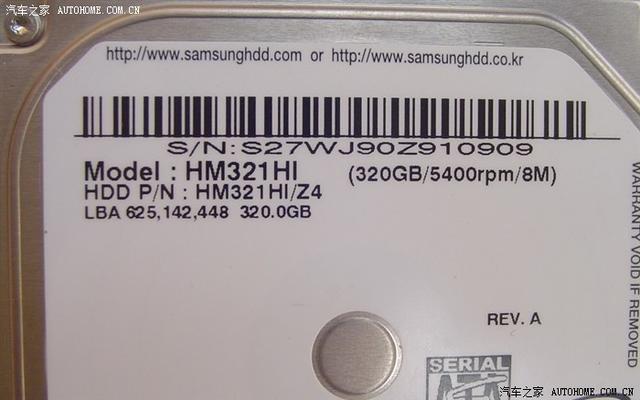 汽车之家 AUTOHOME.COM.CN
http://www.samsunghdd.com or http://www.samsunghdd.co.kr
S/N:S27WJ90Z910909
Model : HM321HI (320GB/5400rpm/8M)
HDD P/N : HM321HI/Z4
LBA 625,142,448 320.0GB
WARRANTY VOID IF REMOVED
REV. A
SERIAL
ATA
汽车之家 AUTOHOME.COM.CN